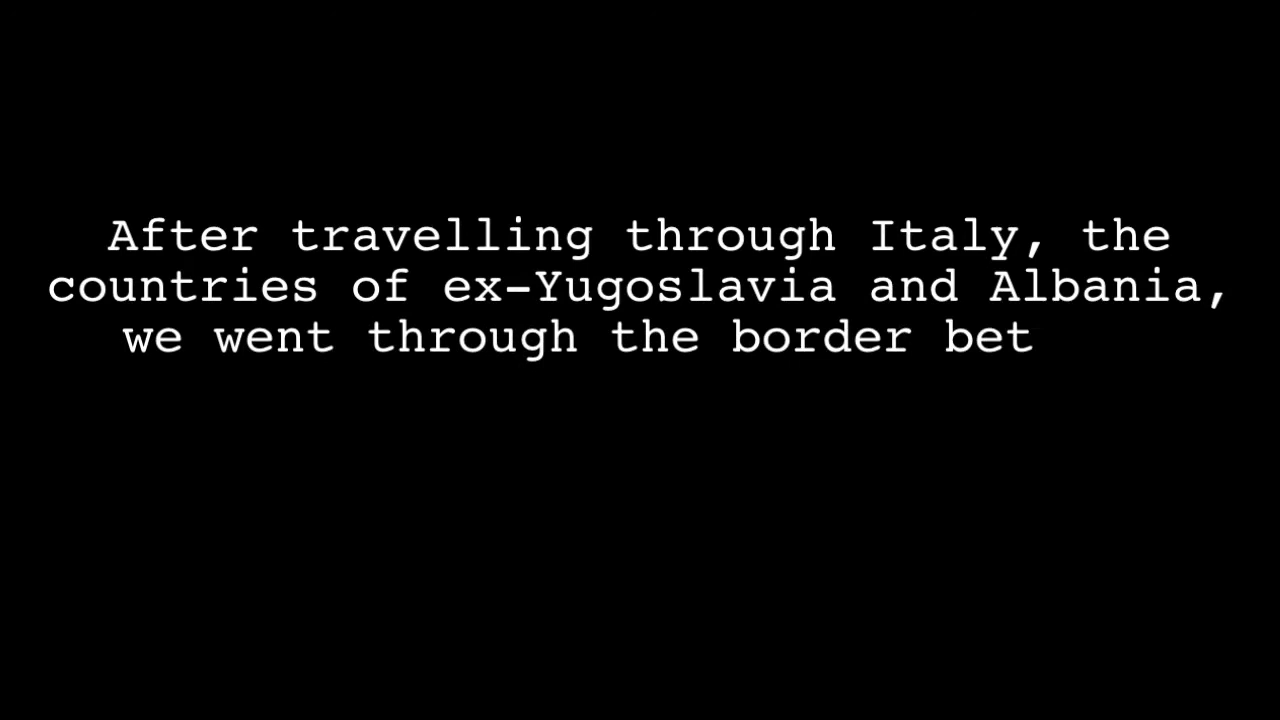 After travelling through Italy, the
countries of ex-Yugoslavia and Albania,
we went through the border bet